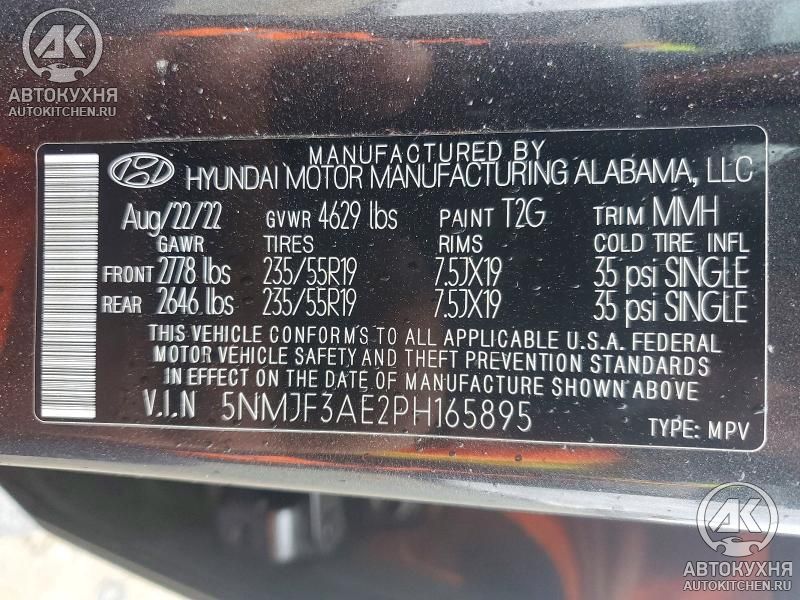 АК
АВТОКУХНЯ
AUTOKITCHEN.RU
MANUFACTURED BY
HYUNDAI MOTOR MANUFACTURING ALABAMA, LLC
Aug/22/22 GVWR 4629 lbs PAINT T2G TRIM MMH
GAWR TIRES RIMS COLD TIRE INFL
FRONT 2778 lbs 235/55R19 7.5JX19 35 psi SINGLE
REAR 2646 lbs 235/55R19 7.5JX19 35 psi SINGLE
THIS VEHICLE CONFORMS TO ALL APPLICABLE U.S.A. FEDERAL
MOTOR VEHICLE SAFETY AND THEFT PREVENTION STANDARDS
IN EFFECT ON THE DATE OF MANUFACTURE SHOWN ABOVE
V.I.N 5NMJF3AE2PH165895
TYPE: MPV
АК
АВТОКУХНЯ
AUTOKITCHEN.RU